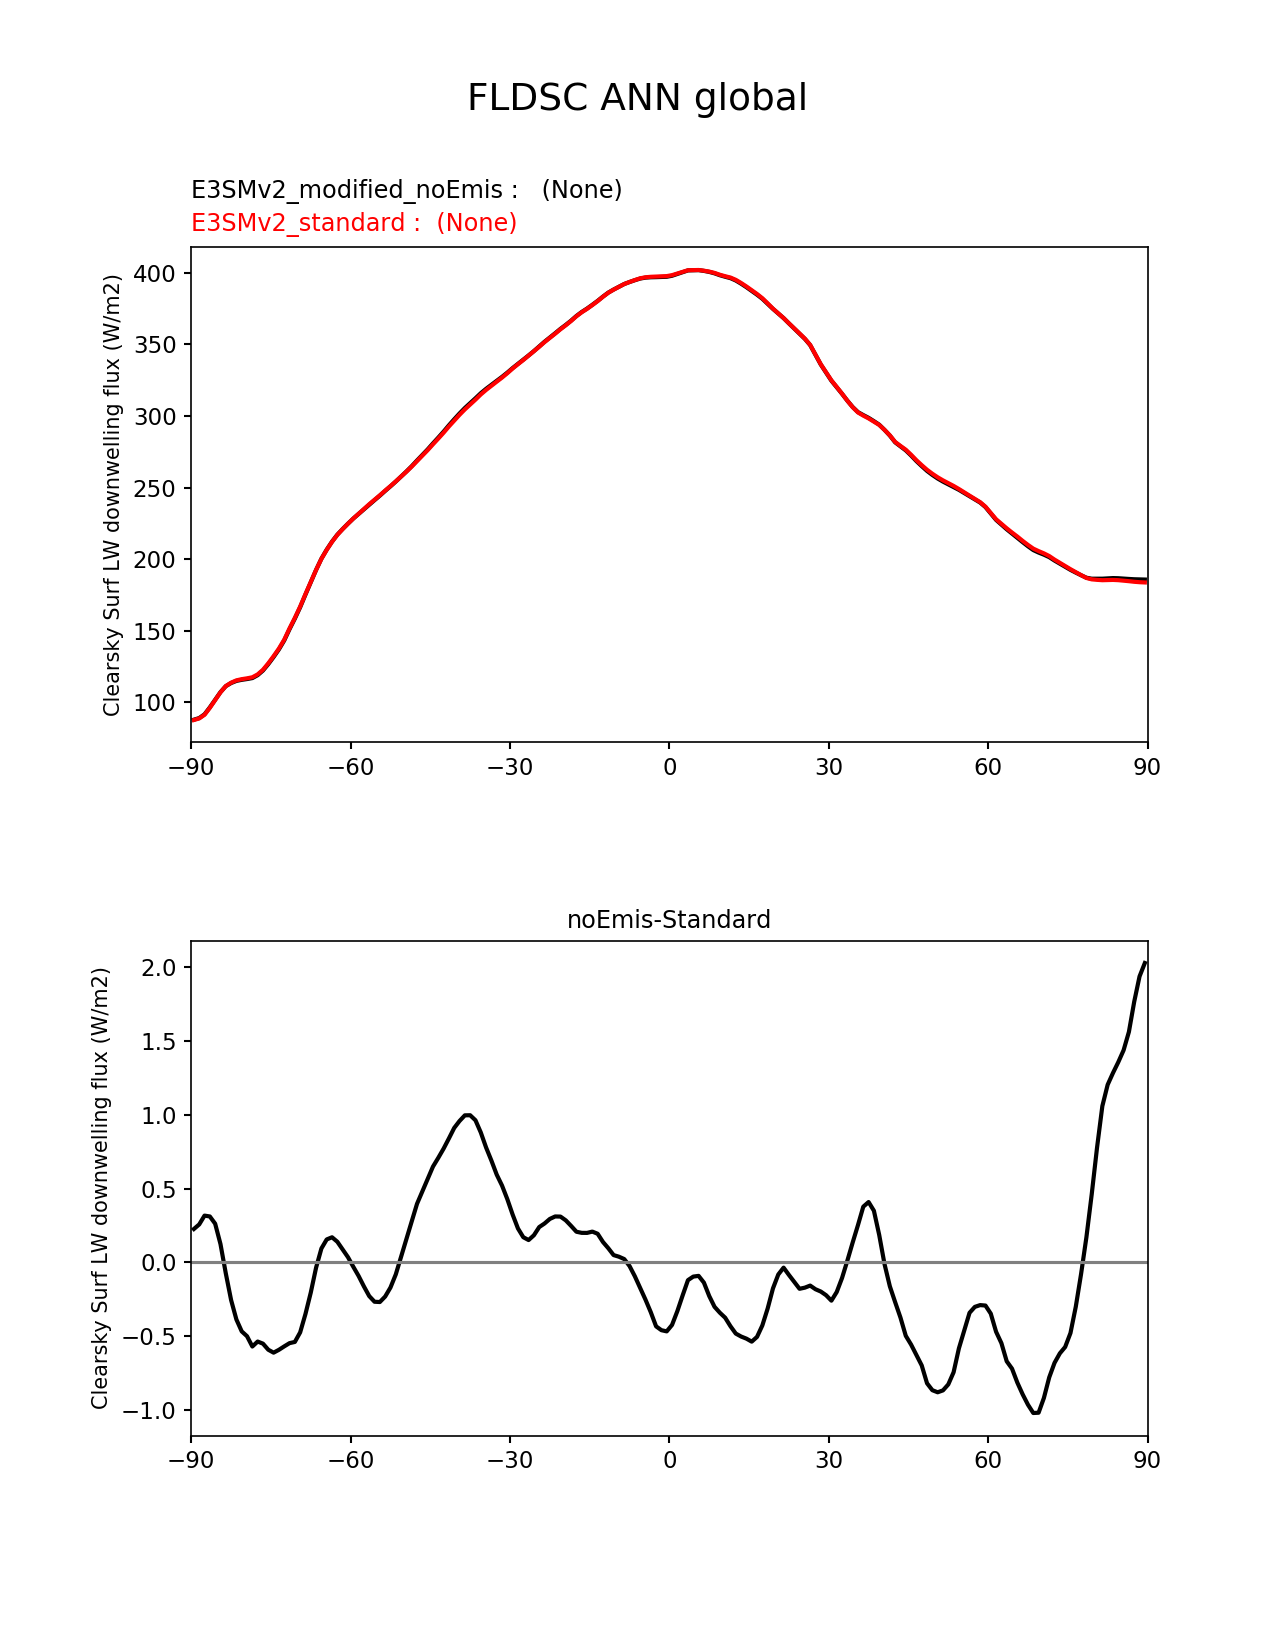 FLDSC ANN global
E3SMv2_modified_noEmis :   (None)
E3SMv2_standard :  (None)
Clearsky Surf LW downwelling flux (W/m2)
400
350
300
250
200
150
100
−90 −60 −30 0 30 60 90
noEmis-Standard
Clearsky Surf LW downwelling flux (W/m2)
2.0
1.5
1.0
0.5
0.0
−0.5
−1.0
−90 −60 −30 0 30 60 90